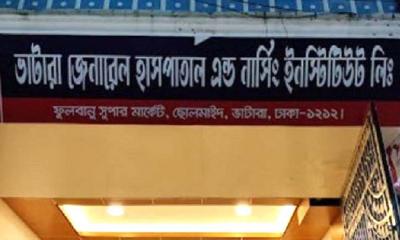 ভাটারা জেনারেল হাসপাতাল এন্ড নার্সিং ইনস্টিটিউট লিঃ
ফুলবানু সুপার মার্কেট, ছোলমাইদ, ভাটারা, ঢাকা-১২১২।